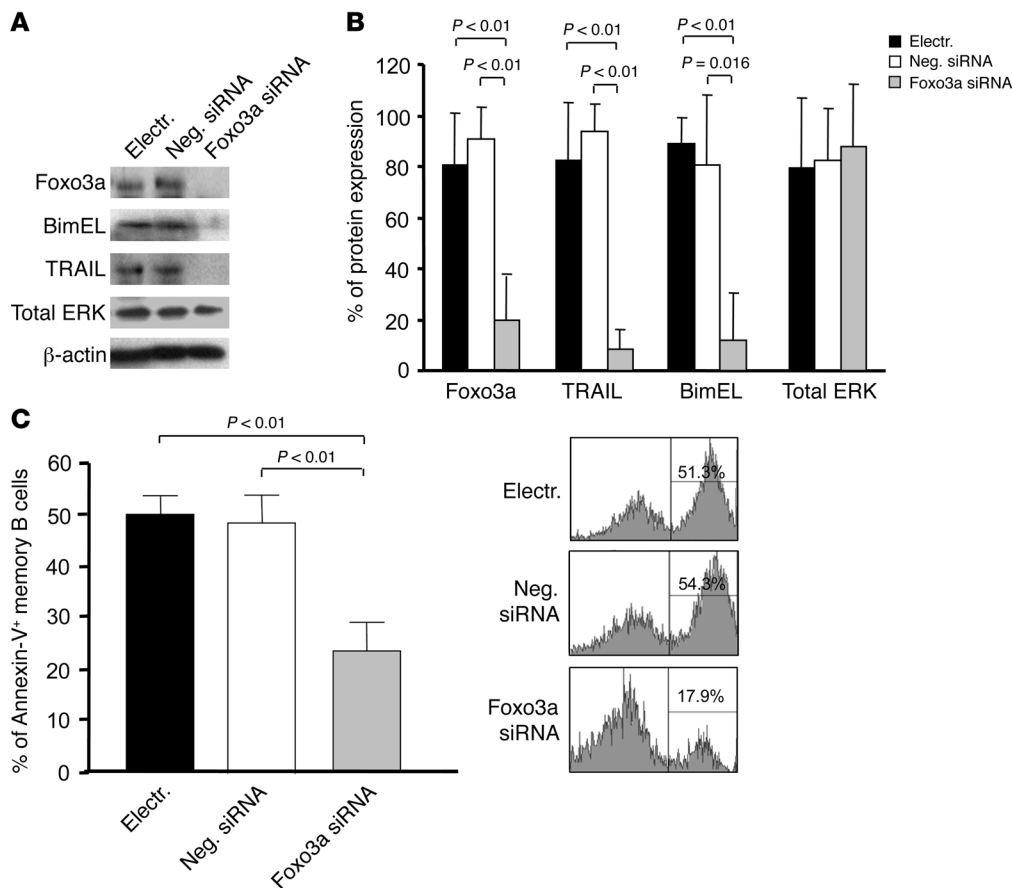 A
Electr.
Neg. siRNA
Foxo3a siRNA
Foxo3a
BimEL
TRAIL
Total ERK
β-actin
B
P < 0.01
P < 0.01
P < 0.01
P < 0.01
P < 0.01
P = 0.016
Electr.
Neg. siRNA
Foxo3a siRNA
% of protein expression
120
100
80
60
40
20
0
Foxo3a
TRAIL
BimEL
Total ERK
C
P < 0.01
P < 0.01
% of Annexin-V⁺ memory B cells
60
50
40
30
20
10
0
Electr.
Neg. siRNA
Foxo3a siRNA
Electr.
51.3%
Neg.
siRNA
54.3%
Foxo3a
siRNA
17.9%